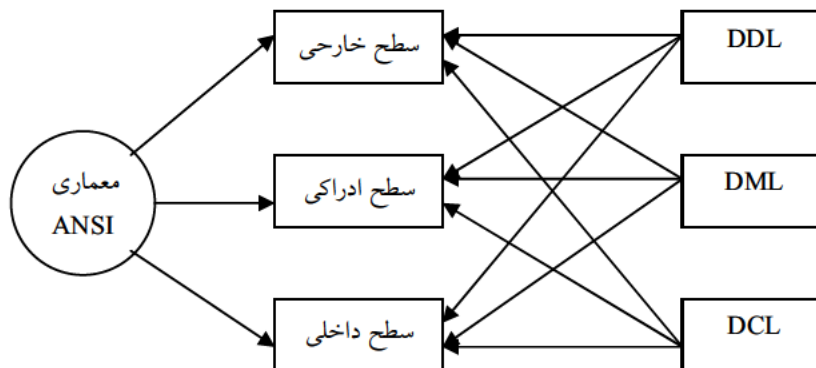 سطح خارجی
DDL
معماری
ANSI
سطح ادراکی
DML
سطح داخلی
DCL